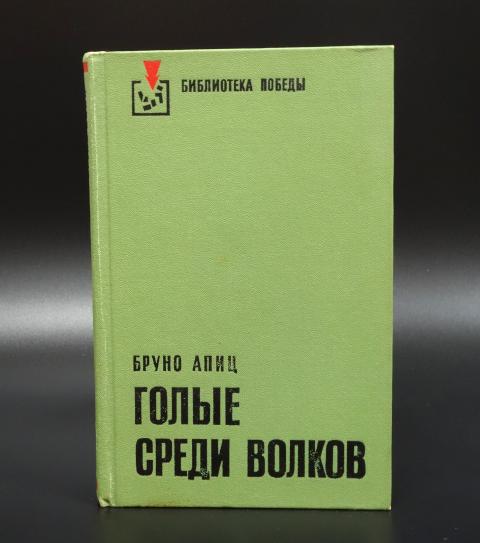 БИБЛИОТЕКА ПОБЕДЫ
БРУНО АПИЦ
ГОЛЫЕ
СРЕДИ ВОЛКОВ